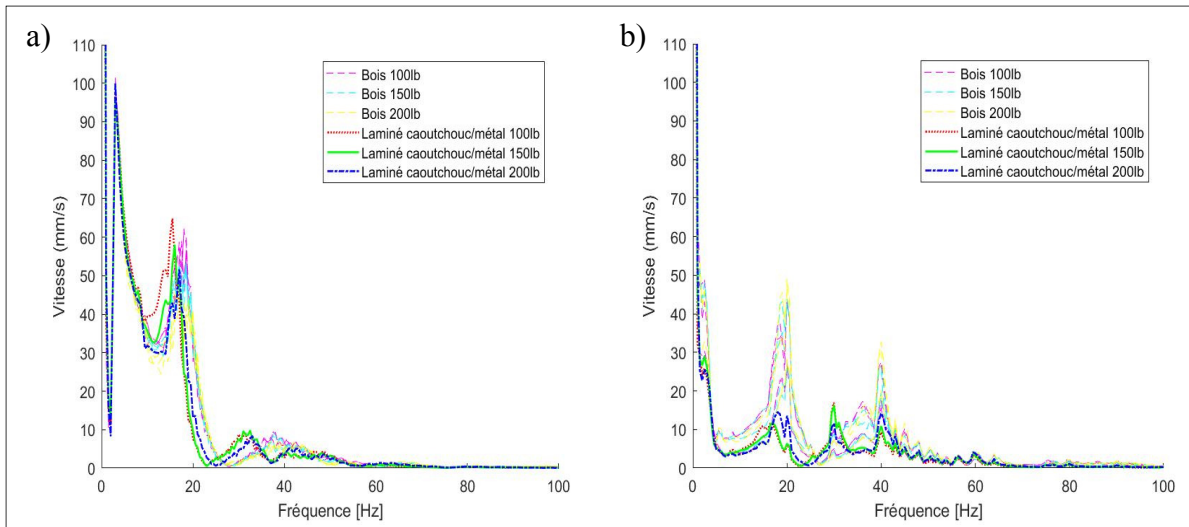 a)
110
100
90
80
70
60
50
40
30
20
10
0
Vitesse (mm/s)
0
20
40
60
80
100
Fréquence [Hz]
Bois 100lb
Bois 150lb
Bois 200lb
Laminé caoutchouc/métal 100lb
Laminé caoutchouc/métal 150lb
Laminé caoutchouc/métal 200lb
b)
110
100
90
80
70
60
50
40
30
20
10
0
Vitesse (mm/s)
0
20
40
60
80
100
Fréquence [Hz]
Bois 100lb
Bois 150lb
Bois 200lb
Laminé caoutchouc/métal 100lb
Laminé caoutchouc/métal 150lb
Laminé caoutchouc/métal 200lb